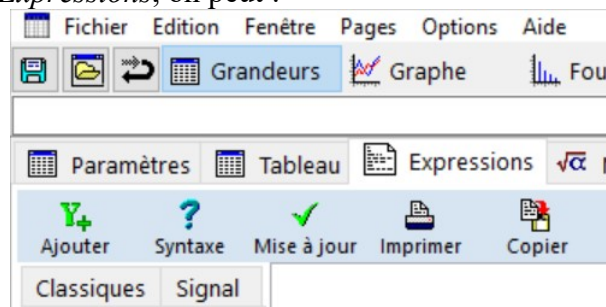 Expressions, on peut :
Fichier Edition Fenêtre Pages Options Aide
Grandeurs Graphe Fou
Paramètres Tableau Expressions √α
Y+ ?
Ajouter Syntaxe Mise à jour Imprimer Copier
Classiques Signal